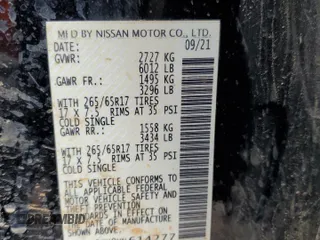 MFD BY NISSAN MOTOR CO., LTD.
DATE: 09/21
GVWR: 2727 KG
6012 LB
GAWR FR.: 1495 KG
3296 LB
WITH 265/65R17 TIRES
17 X 7.5 RIMS AT 35 PSI
COLD SINGLE
GAWR RR.: 1558 KG
3434 LB
WITH 265/65R17 TIRES
17 X 7.5 RIMS AT 35 PSI
COLD SINGLE
THIS VEHICLE CONFORMS TO ALL
APPLICABLE FEDERAL MOTOR
VEHICLE SAFETY AND THEFT
PREVENTION STANDARDS IN
EFFECT ON THE DATE OF
MANUFACTURE SHOWN ABOVE.
614277